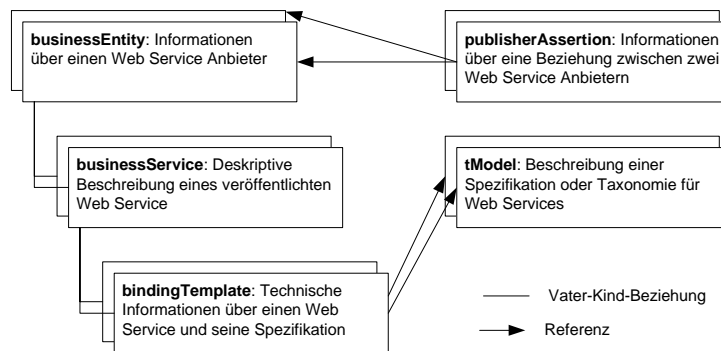 businessEntity: Informationen
über einen Web Service Anbieter
publisherAssertion: Informationen
über eine Beziehung zwischen zwei
Web Service Anbietern
businessService: Deskriptive
Beschreibung eines veröffentlichten
Web Service
tModel: Beschreibung einer
Spezifikation oder Taxonomie für
Web Services
bindingTemplate: Technische
Informationen über einen Web
Service und seine Spezifikation
Vater-Kind-Beziehung
Referenz